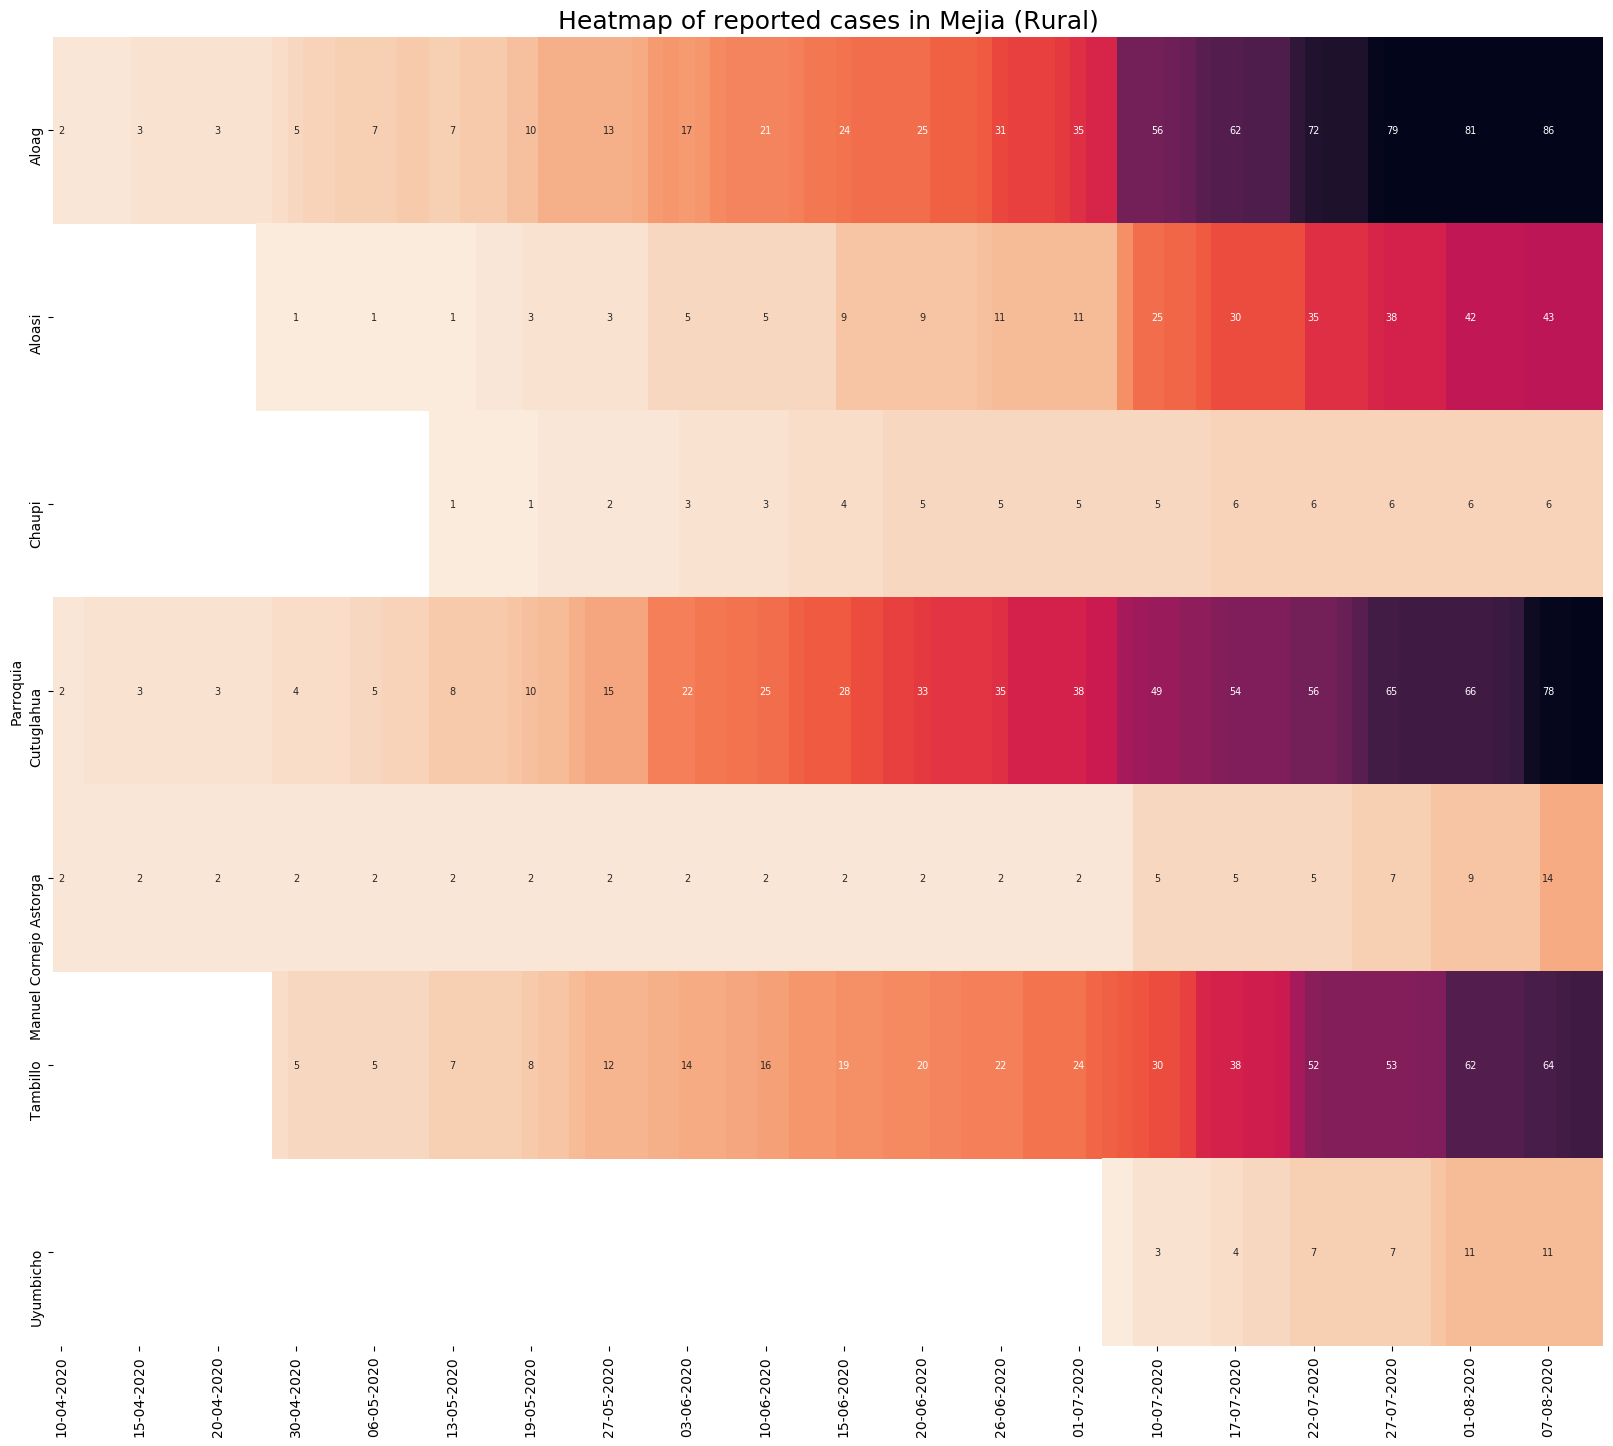 Heatmap of reported cases in Mejia (Rural)
Parroquia
Aloag
2 3 3 5 7 7 10 13 17 21 24 25 31 35 56 62 72 79 81 86
Aloasi
1 1 1 3 3 5 5 9 9 11 11 25 30 35 38 42 43
Chaupi
1 1 2 3 3 4 5 5 5 5 6 6 6 6 6
Cutuglahua
2 3 3 4 5 8 10 15 22 25 28 33 35 38 49 54 56 65 66 78
Manuel Cornejo Astorga
2 2 2 2 2 2 2 2 2 2 2 2 2 2 5 5 5 7 9 14
Tambillo
5 5 7 8 12 14 16 19 20 22 24 30 38 52 53 62 64
Uyumbicho
3 4 7 7 11 11
10-04-2020
15-04-2020
20-04-2020
30-04-2020
06-05-2020
13-05-2020
19-05-2020
27-05-2020
03-06-2020
10-06-2020
15-06-2020
20-06-2020
26-06-2020
01-07-2020
10-07-2020
17-07-2020
22-07-2020
27-07-2020
01-08-2020
07-08-2020